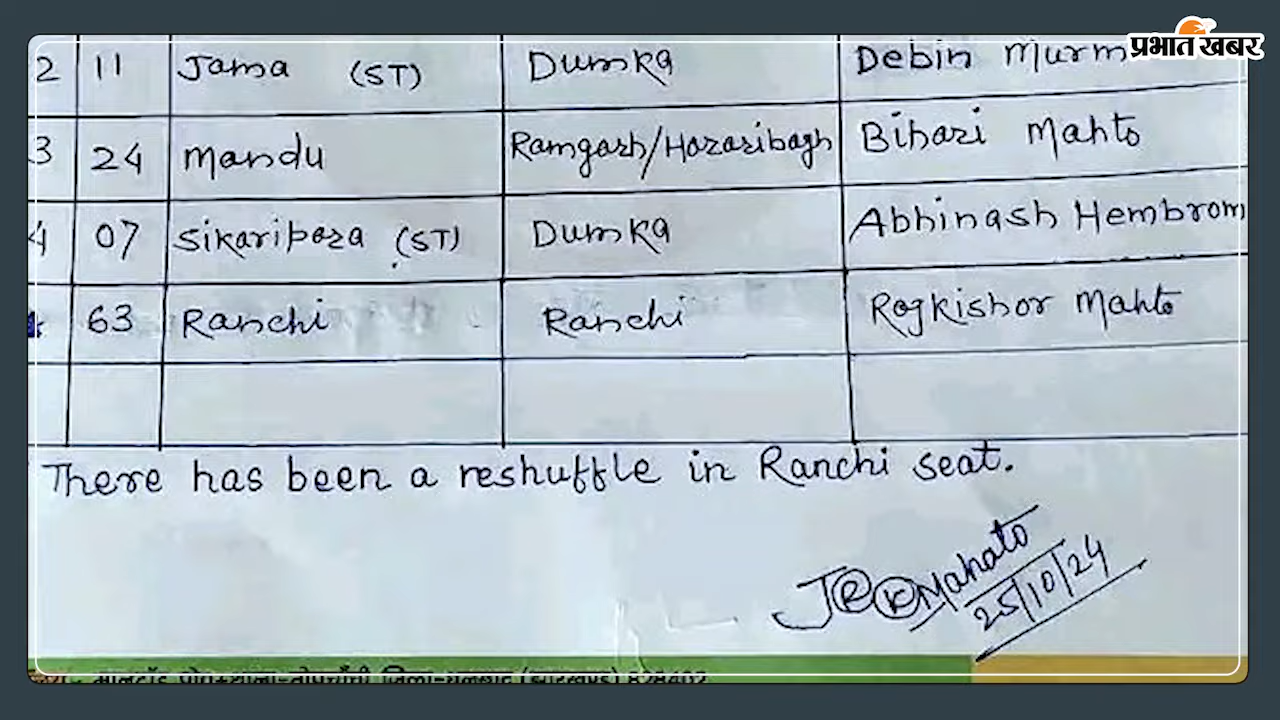 प्रभात खबर
2 11 Jama (ST) Dumka Debin Murm
3 24 Mandu Ramgarh/Hazaribagh Bihari Mahto
4 07 Sikaripara (ST) Dumka Abhinash Hembrom
63 Ranchi Ranchi Rajkishor Mahto
There has been a reshuffle in Ranchi seat.
J R K Mahato
25/10/24
(झारखण्ड) 828402